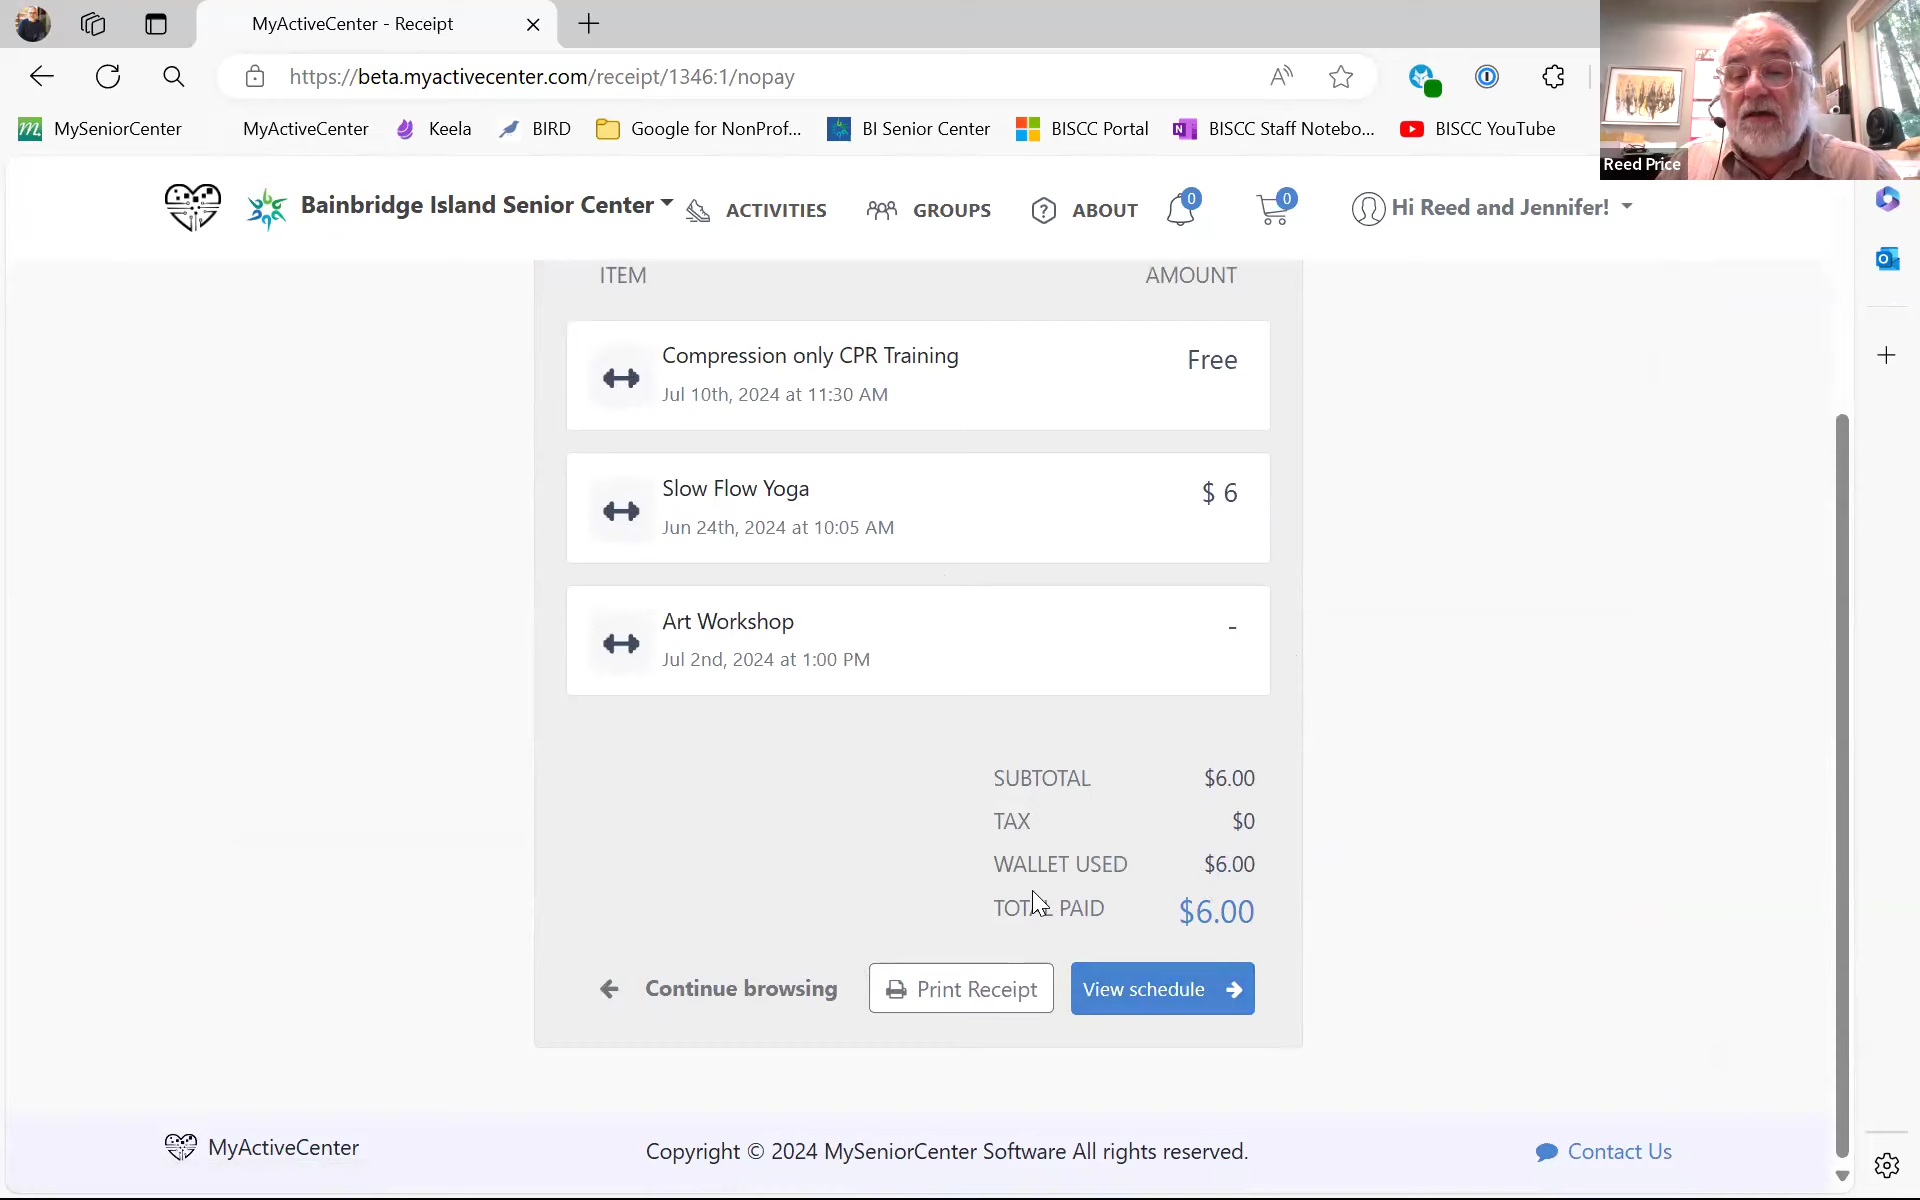 MyActiveCenter - Receipt
https://beta.myactivecenter.com/receipt/1346:1/nopay
MySeniorCenter
MyActiveCenter
Keela
BIRD
Google for NonProf...
BI Senior Center
BISCC Portal
BISCC Staff Notebo...
BISCC YouTube
Reed Price
Bainbridge Island Senior Center
ACTIVITIES
GROUPS
ABOUT
0
0
Hi Reed and Jennifer!
ITEM AMOUNT
Compression only CPR Training Free
Jul 10th, 2024 at 11:30 AM
Slow Flow Yoga $ 6
Jun 24th, 2024 at 10:05 AM
Art Workshop -
Jul 2nd, 2024 at 1:00 PM
SUBTOTAL $6.00
TAX $0
WALLET USED $6.00
TOTAL PAID $6.00
Continue browsing
Print Receipt
View schedule
MyActiveCenter
Copyright © 2024 MySeniorCenter Software All rights reserved.
Contact Us